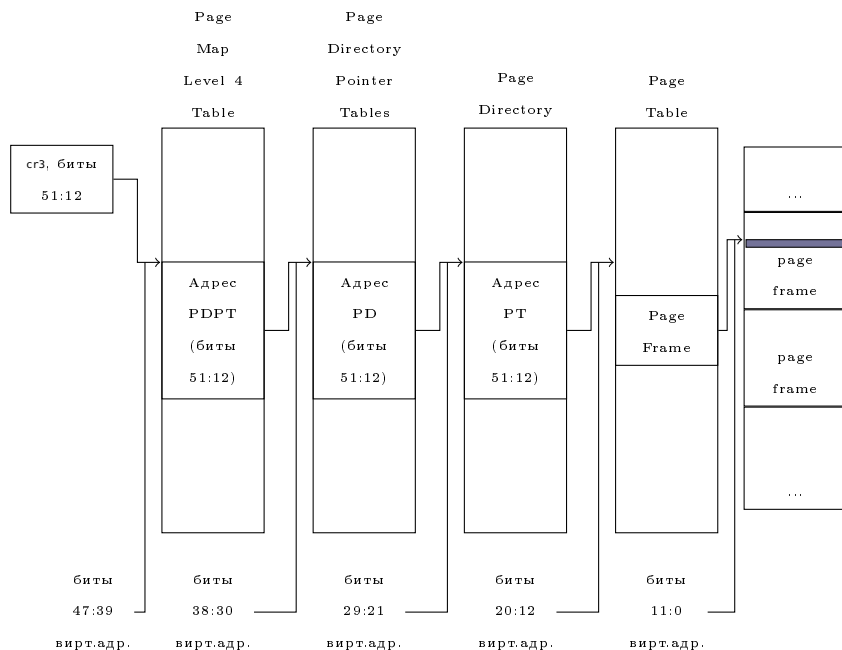 Page
Map
Level 4
Table
Page
Directory
Pointer
Tables
Page
Directory
Page
Table
cr3, биты
51:12
Адрес
PDPT
(биты
51:12)
Адрес
PD
(биты
51:12)
Адрес
PT
(биты
51:12)
Page
Frame
...
page
frame
page
frame
...
биты
47:39
вирт.адр.
биты
38:30
вирт.адр.
биты
29:21
вирт.адр.
биты
20:12
вирт.адр.
биты
11:0
вирт.адр.